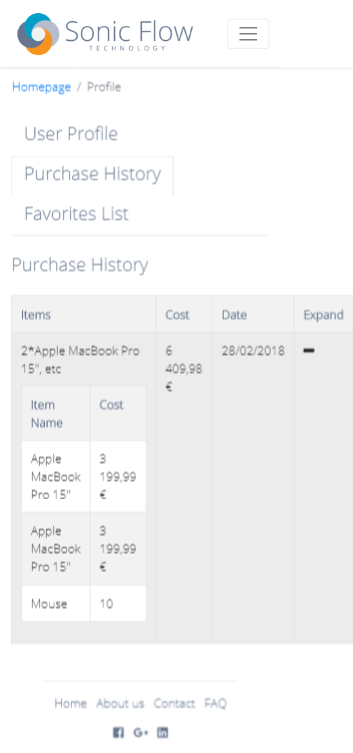 Sonic Flow
TECHNOLOGY
Homepage / Profile
User Profile
Purchase History
Favorites List
Purchase History
Items Cost Date Expand
2*Apple MacBook Pro 6 28/02/2018
15", etc 409,98
€
Item Cost
Name
Apple 3
MacBook 199,99
Pro 15" €
Apple 3
MacBook 199,99
Pro 15" €
Mouse 10
Home About us Contact FAQ
G+ in